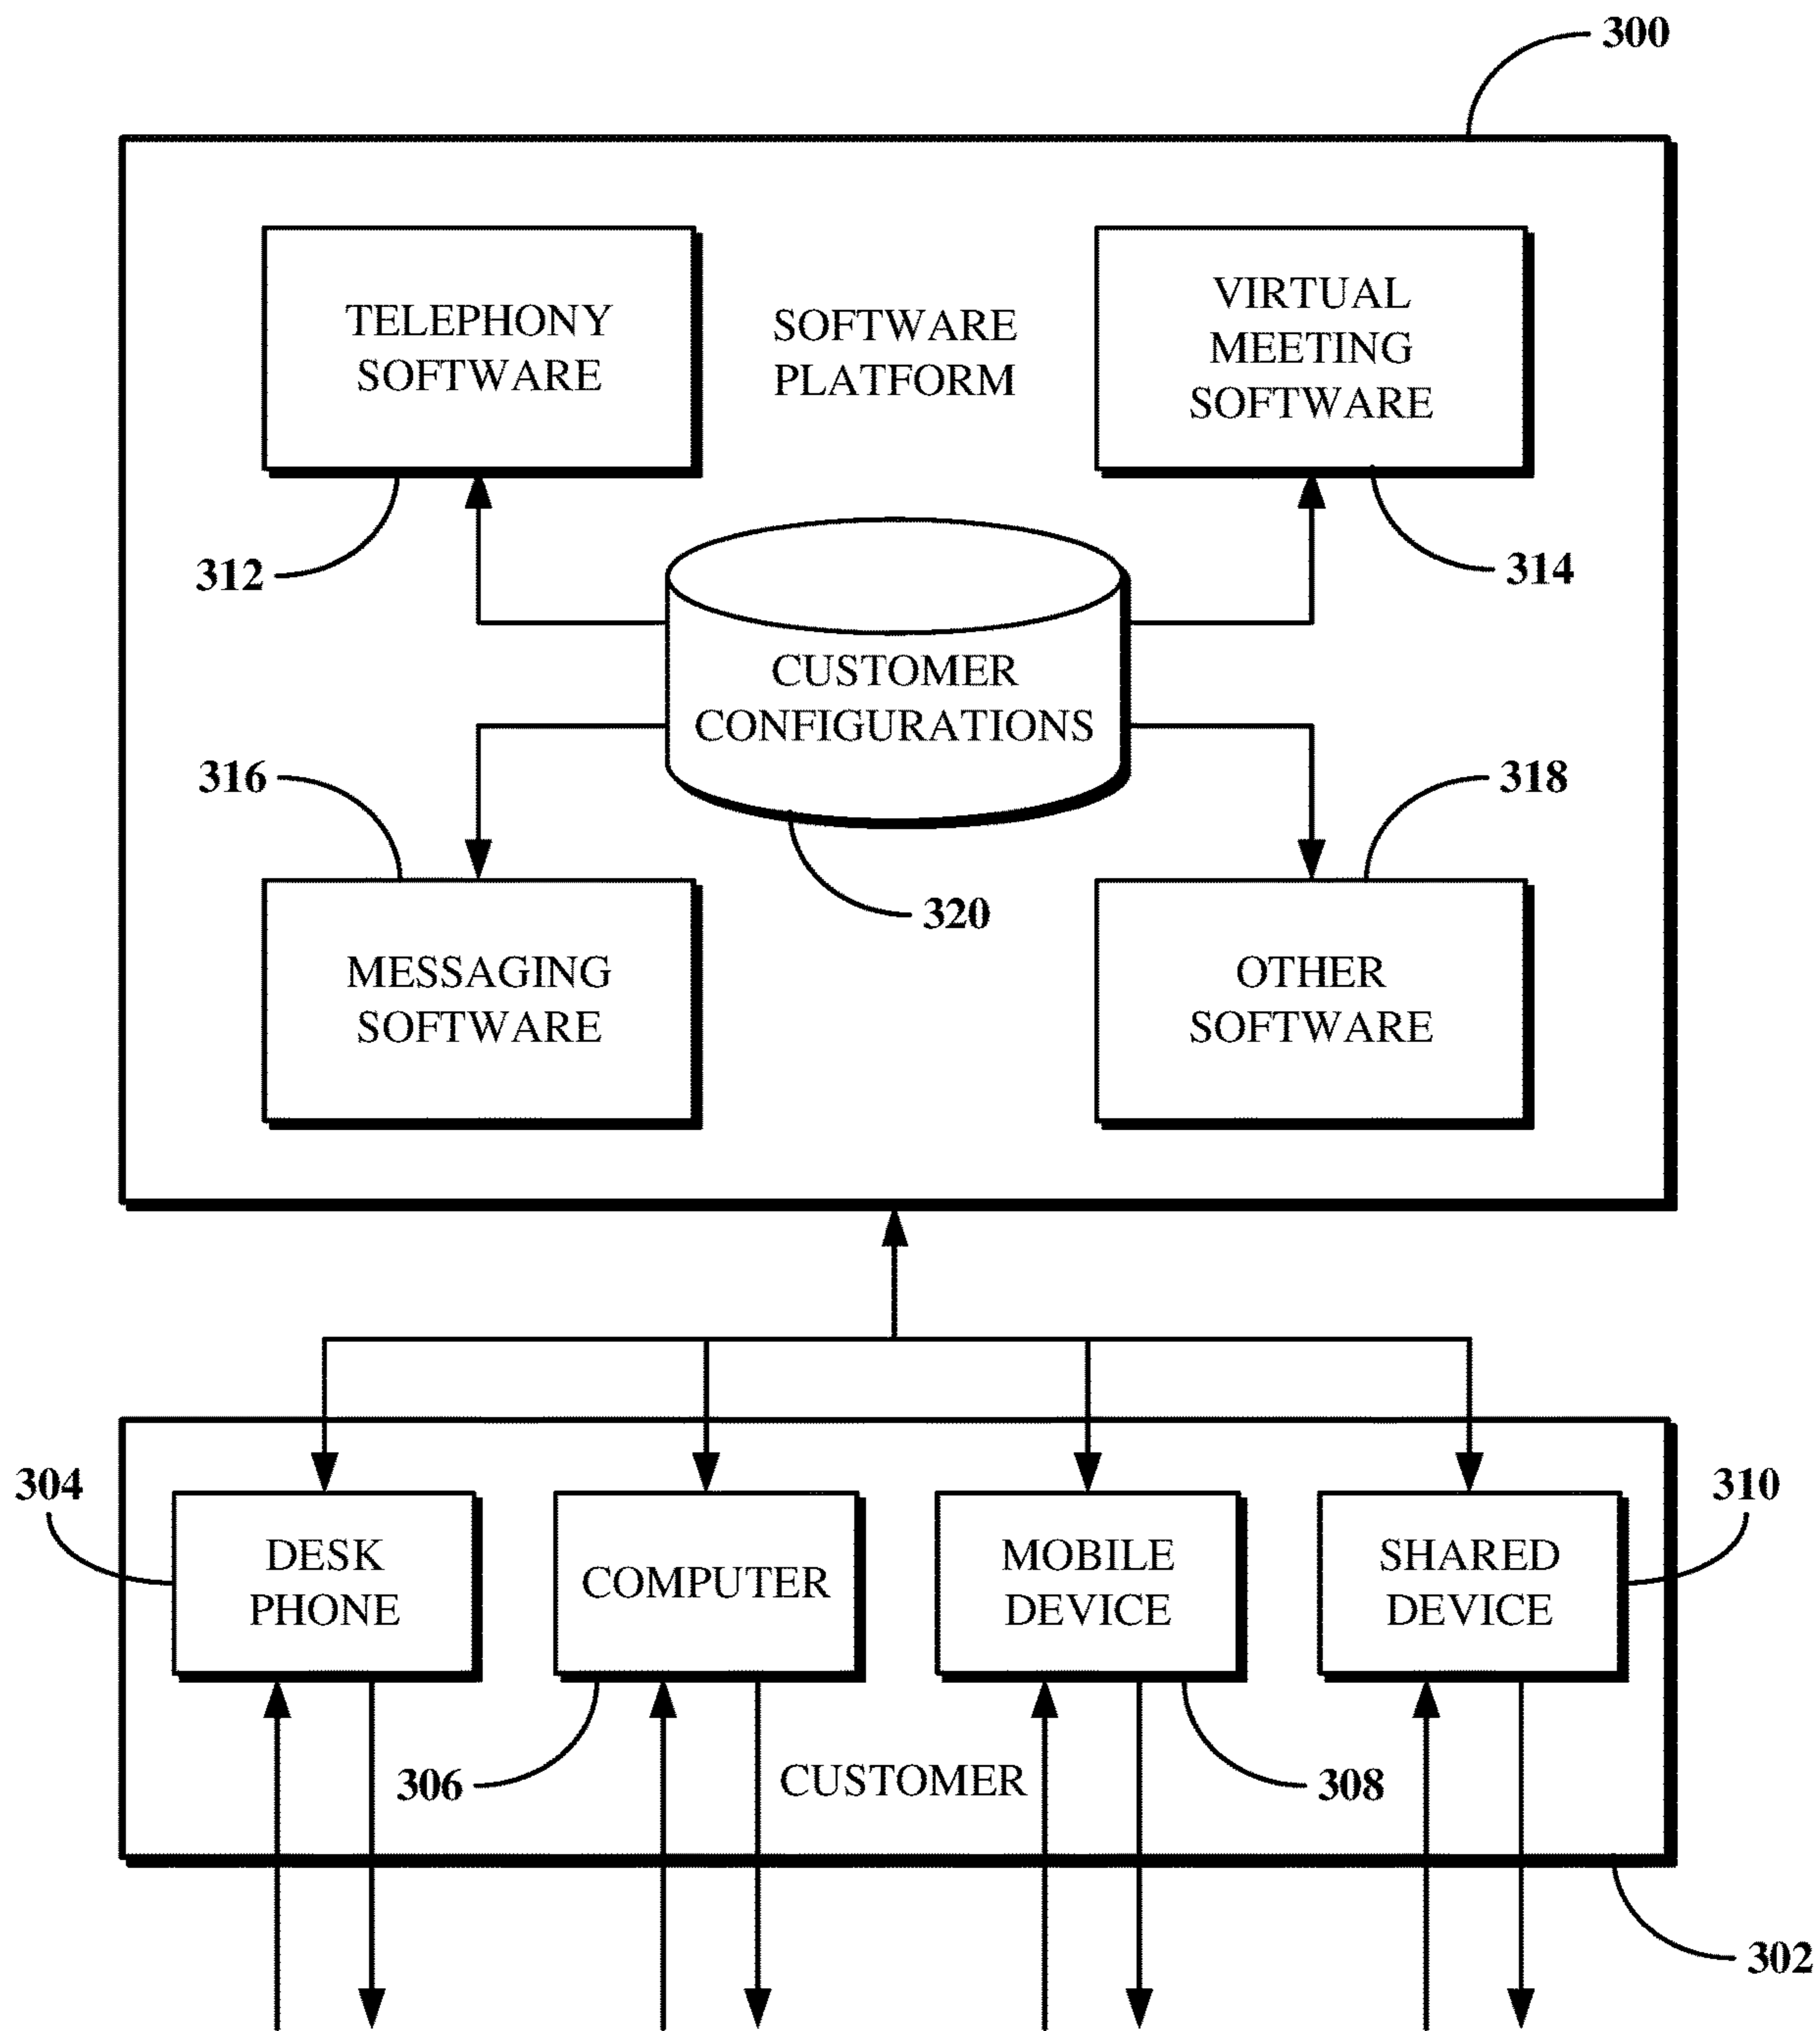 300
TELEPHONY
SOFTWARE
SOFTWARE
PLATFORM
VIRTUAL
MEETING
SOFTWARE
312
314
CUSTOMER
CONFIGURATIONS
316
318
320
MESSAGING
SOFTWARE
OTHER
SOFTWARE
304
310
DESK
PHONE
COMPUTER
MOBILE
DEVICE
SHARED
DEVICE
306
CUSTOMER
308
302